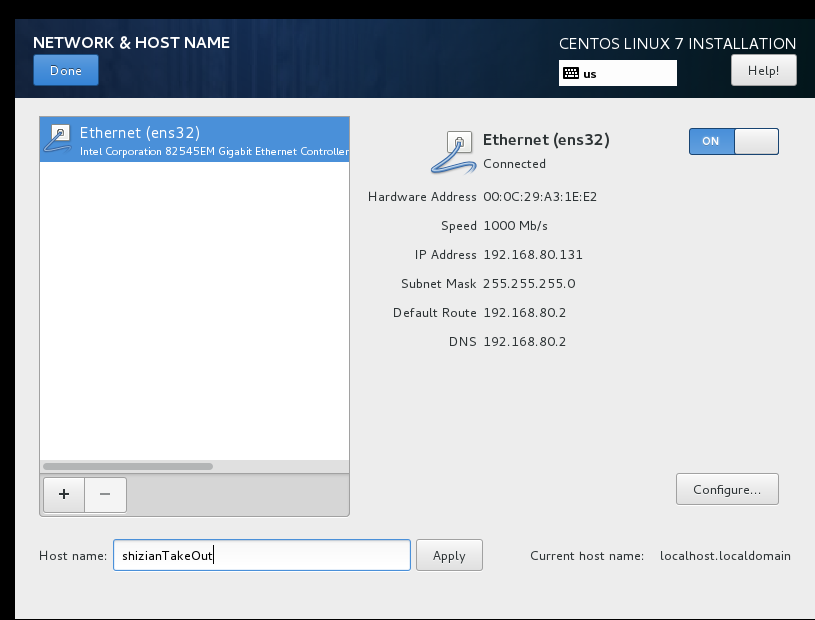 NETWORK & HOST NAME
CENTOS LINUX 7 INSTALLATION
Done
us
Help!
Ethernet (ens32)
Intel Corporation 82545EM Gigabit Ethernet Controller
Ethernet (ens32)
Connected
ON
Hardware Address 00:0C:29:A3:1E:E2
Speed 1000 Mb/s
IP Address 192.168.80.131
Subnet Mask 255.255.255.0
Default Route 192.168.80.2
DNS 192.168.80.2
+ −
Configure...
Host name: shizianTakeOut Apply Current host name: localhost.localdomain